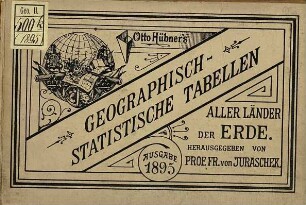 Geo. U.
500 k
1895
Otto Hübner's
GEOGRAPHISCH-
STATISTISCHE TABELLEN
ALLER LÄNDER
DER ERDE.
HERAUSGEGEBEN VON
PROF. FR. VON JURASCHEK.
AUSGABE
1895